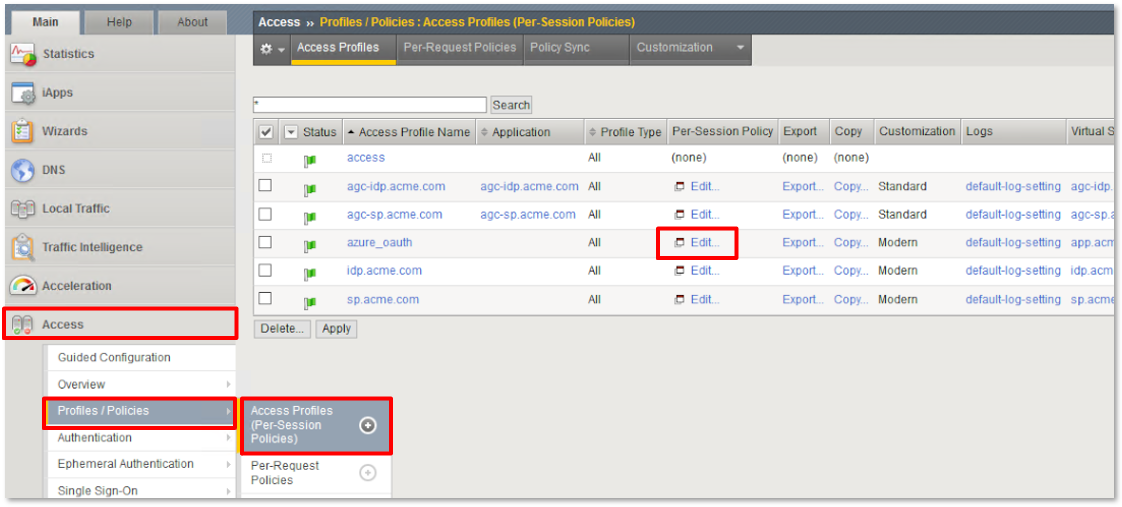 Main Help About
Access ›› Profiles / Policies : Access Profiles (Per-Session Policies)
Access Profiles Per-Request Policies Policy Sync Customization
Statistics
iApps
Wizards
DNS
Local Traffic
Traffic Intelligence
Acceleration
Access
Guided Configuration
Overview
Profiles / Policies
Authentication
Ephemeral Authentication
Single Sign-On
Access Profiles
(Per-Session
Policies)
Per-Request
Policies
* Search
Status Access Profile Name Application Profile Type Per-Session Policy Export Copy Customization Logs Virtual S
access All (none) (none) (none)
agc-idp.acme.com agc-idp.acme.com All Edit... Export... Copy... Standard default-log-setting agc-idp.
agc-sp.acme.com agc-sp.acme.com All Edit... Export... Copy... Standard default-log-setting agc-sp.a
azure_oauth All Edit... Export... Copy... Modern default-log-setting app.acm
idp.acme.com All Edit... Export... Copy... Modern default-log-setting idp.acm
sp.acme.com All Edit... Export... Copy... Modern default-log-setting sp.acme
Delete... Apply